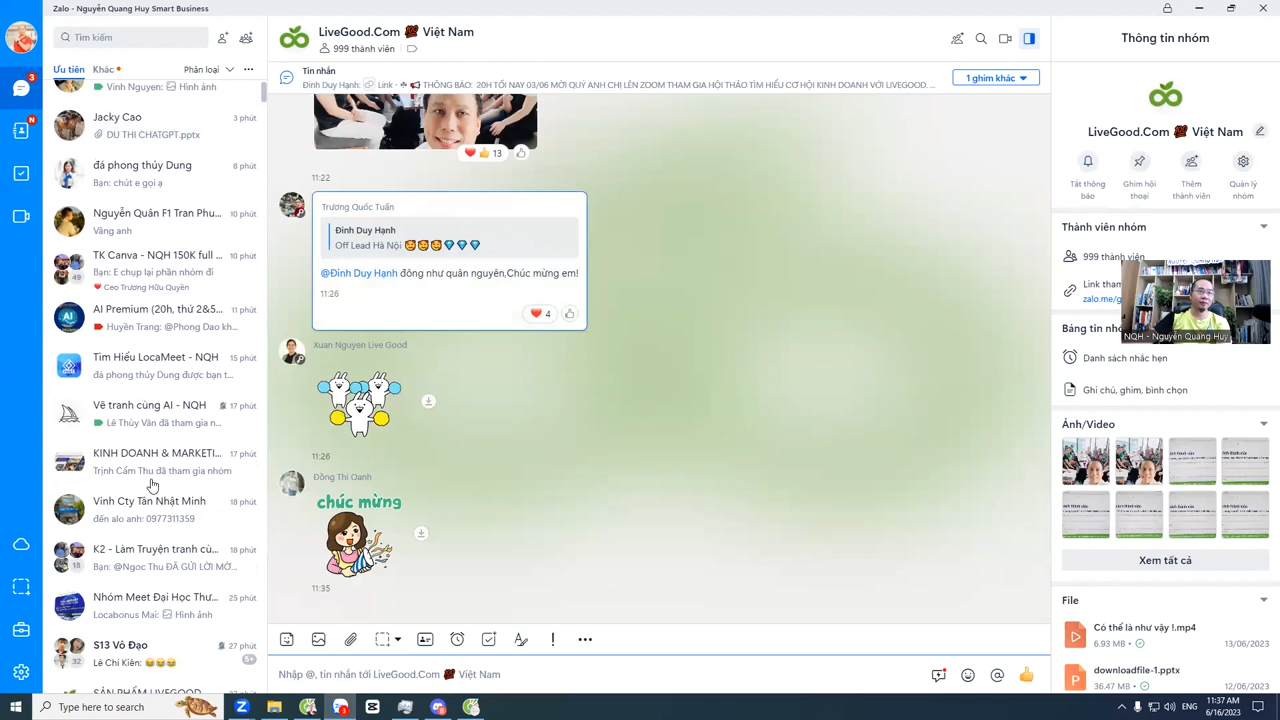 Zalo - Nguyễn Quang Huy Smart Business
Tìm kiếm
Ưu tiên
Khác
Phân loại
Vinh Nguyen: Hình ảnh
Jacky Cao
3 phút
DU THI CHATGPT.pptx
đá phong thủy Dung
8 phút
Bạn: chút e gọi ạ
Nguyễn Quân F1 Tran Phu...
10 phút
Vâng anh
TK Canva - NQH 150K full ...
10 phút
Bạn: E chụp lại phần nhóm đi
49
Ceo Trương Hữu Quyền
AI Premium (20h, thứ 2&5...
11 phút
Huyền Trang: @Phong Dao kh...
Tìm Hiểu LocaMeet - NQH
15 phút
đá phong thủy Dung được bạn t...
Vẽ tranh cùng AI - NQH
17 phút
Lê Thùy Vân đã tham gia n...
KINH DOANH & MARKETI...
17 phút
Trịnh Cẩm Thu đã tham gia nhóm
Vinh Cty Tân Nhật Minh
18 phút
đến alo anh: 0977311359
K2 - Làm Truyện tranh cù...
18 phút
Bạn: @Ngoc Thu ĐÃ GỬI LỜI MỜ...
18
Nhóm Meet Đại Học Thư...
25 phút
Locabonus Mai: Hình ảnh
S13 Võ Đạo
27 phút
Lê Chí Kiên:
5+
32
SẢN PHẨM LIVEGOOD
LiveGood.Com 💯 Việt Nam
999 thành viên
Tin nhắn
Đinh Duy Hạnh: Link - THÔNG BÁO: 20H TỐI NAY 03/06 MỜI QUÝ ANH CHỊ LÊN ZOOM THAM GIA HỘI THẢO TÌM HIỂU CƠ HỘI KINH DOANH VỚI LIVEGOOD. ...
1 ghim khác
13
11:22
Trương Quốc Tuấn
Đinh Duy Hạnh
Off Lead Hà Nội 🥰🥰🥰💎💎💎
@Đinh Duy Hạnh đông như quân nguyên,Chúc mừng em!
11:26
4
Xuan Nguyen Live Good
11:26
Đồng Thị Oanh
chúc mừng
11:35
Nhập @, tin nhắn tới LiveGood.Com 💯 Việt Nam
Thông tin nhóm
LiveGood.Com 💯 Việt Nam
Tắt thông báo
Ghim hội thoại
Thêm thành viên
Quản lý nhóm
Thành viên nhóm
999 thành viên
Link tham
zalo.me/g
Bảng tin nh
NQH - Nguyễn Quang Huy
Danh sách nhắc hẹn
Ghi chú, ghim, bình chọn
Ảnh/Video
Xem tất cả
File
Có thể là như vậy !.mp4
6.93 MB •
13/06/2023
downloadfile-1.pptx
36.47 MB •
12/06/2023
Type here to search
11:37 AM
6/16/2023